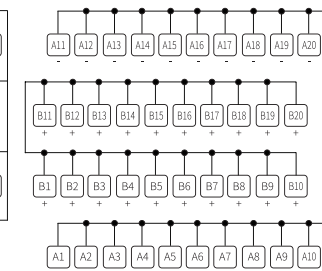 A11 A12 A13 A14 A15 A16 A17 A18 A19 A20
- - - - - - - - - -
B11 B12 B13 B14 B15 B16 B17 B18 B19 B20
+ + + + + + + + + +
B1 B2 B3 B4 B5 B6 B7 B8 B9 B10
+ + + + + + + + + +
A1 A2 A3 A4 A5 A6 A7 A8 A9 A10